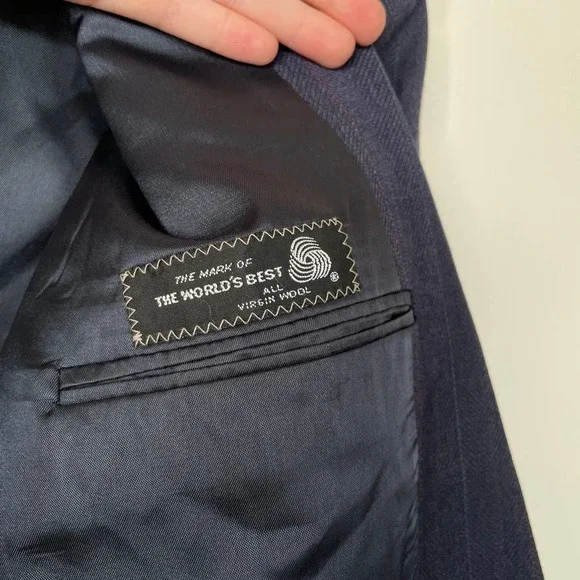 THE MARK OF
THE WORLD'S BEST
ALL
VIRGIN WOOL
®